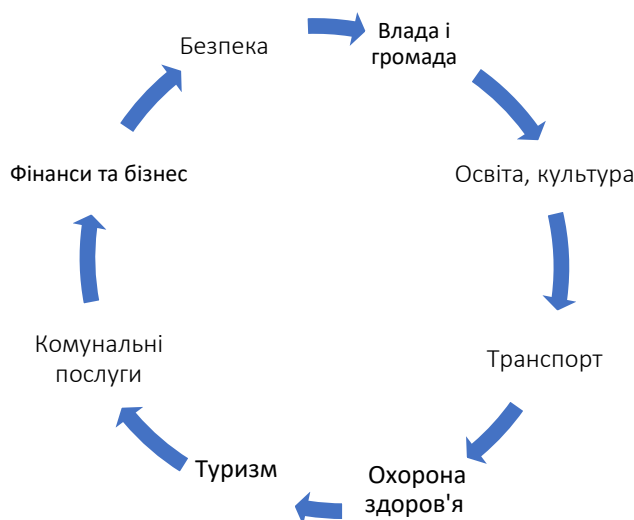 Безпека
Влада і
громада
Освіта, культура
Транспорт
Охорона
здоров'я
Туризм
Комунальні
послуги
Фінанси та бізнес